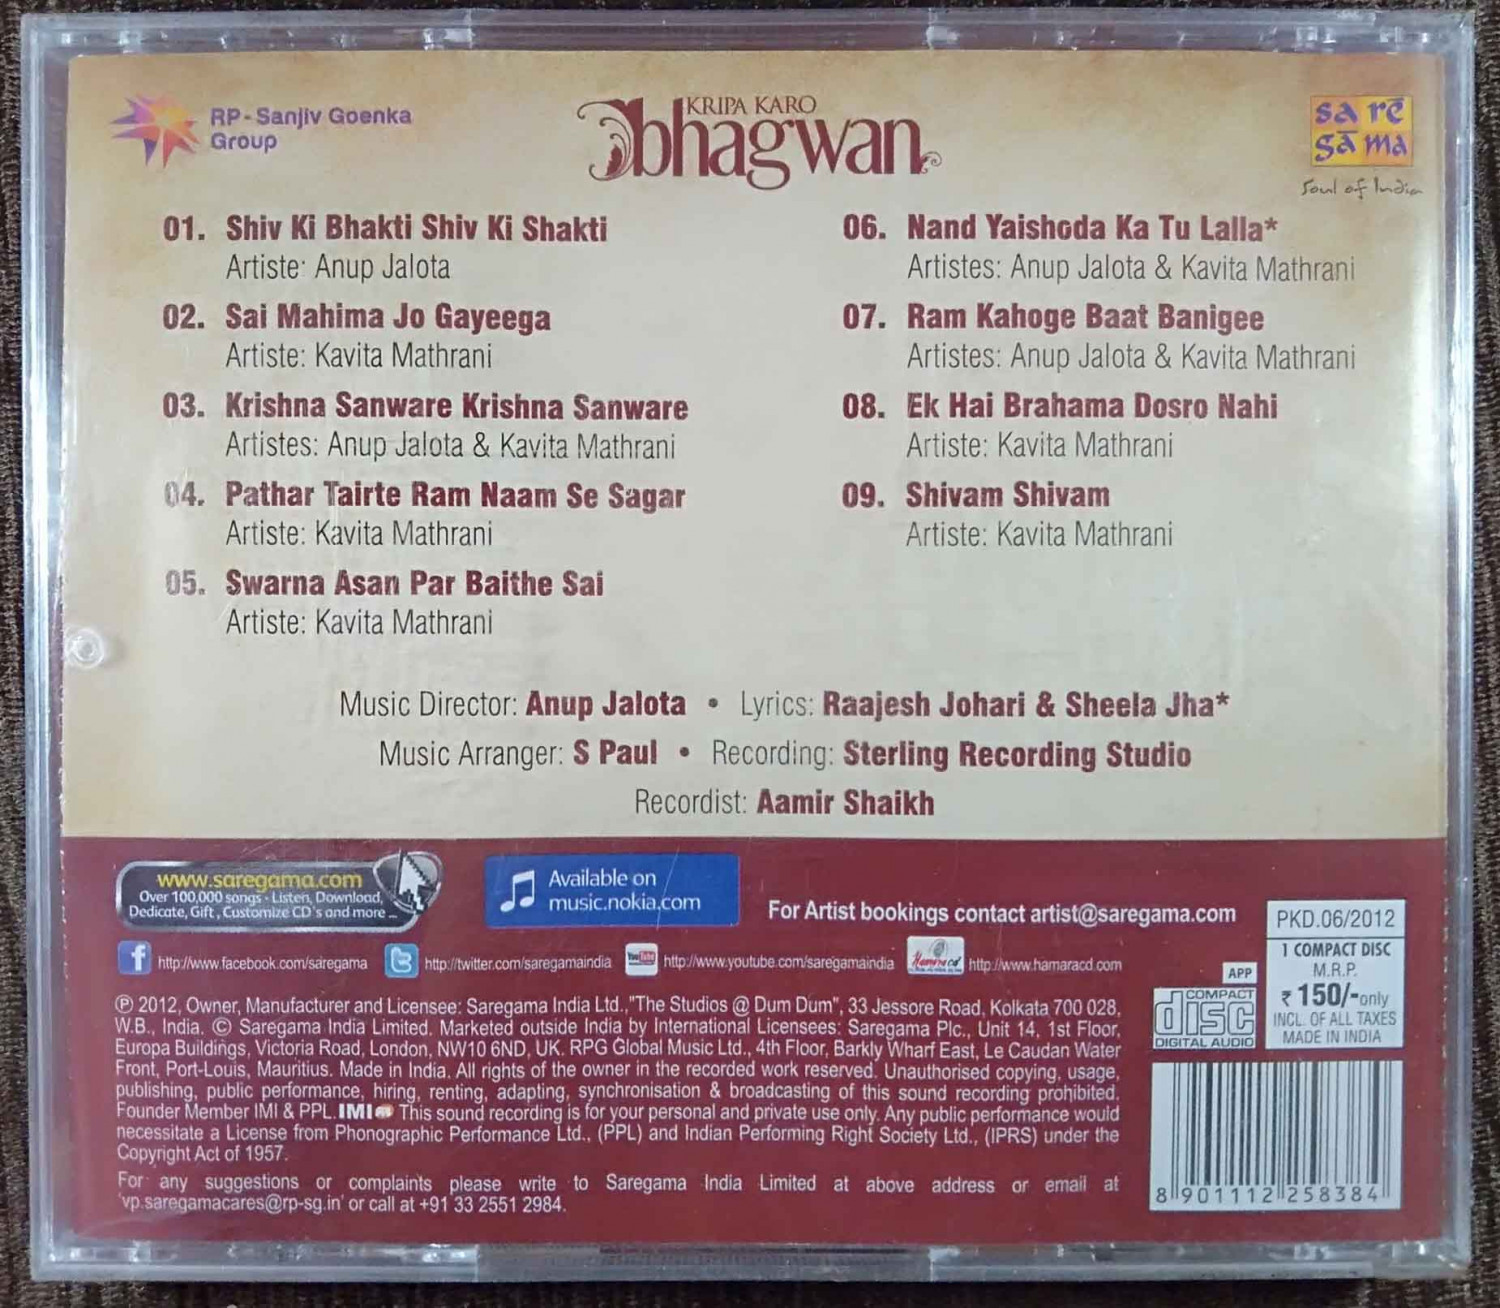 RP-Sanjiv Goenka
Group
KRIPA KARO
bhagwan
sa rē
gā ma
Soul of India
01. Shiv Ki Bhakti Shiv Ki Shakti
Artiste: Anup Jalota
02. Sai Mahima Jo Gayeega
Artiste: Kavita Mathrani
03. Krishna Sanware Krishna Sanware
Artistes: Anup Jalota & Kavita Mathrani
04. Pathar Tairte Ram Naam Se Sagar
Artiste: Kavita Mathrani
05. Swarna Asan Par Baithe Sai
Artiste: Kavita Mathrani
06. Nand Yaishoda Ka Tu Lalla*
Artistes: Anup Jalota & Kavita Mathrani
07. Ram Kahoge Baat Banigee
Artistes: Anup Jalota & Kavita Mathrani
08. Ek Hai Brahama Dosro Nahi
Artiste: Kavita Mathrani
09. Shivam Shivam
Artiste: Kavita Mathrani
Music Director: Anup Jalota • Lyrics: Raajesh Johari & Sheela Jha*
Music Arranger: S Paul • Recording: Sterling Recording Studio
Recordist: Aamir Shaikh
www.saregama.com
Over 100,000 songs - Listen, Download,
Dedicate, Gift, Customize CD's and more ...
Available on
music.nokia.com
For Artist bookings contact artist@saregama.com
http://www.facebook.com/saregama
http://twitter.com/saregamaindia
YouTube
http://www.youtube.com/saregamaindia
Hamaracd
http://www.hamaracd.com
Ⓟ 2012, Owner, Manufacturer and Licensee: Saregama India Ltd.,"The Studios @ Dum Dum", 33 Jessore Road, Kolkata 700 028,
W.B., India. © Saregama India Limited. Marketed outside India by International Licensees: Saregama Plc., Unit 14, 1st Floor,
Europa Buildings, Victoria Road, London, NW10 6ND, UK. RPG Global Music Ltd., 4th Floor, Barkly Wharf East, Le Caudan Water
Front, Port-Louis, Mauritius. Made in India. All rights of the owner in the recorded work reserved. Unauthorised copying, usage,
publishing, public performance, hiring, renting, adapting, synchronisation & broadcasting of this sound recording prohibited.
Founder Member IMI & PPL. IMI This sound recording is for your personal and private use only. Any public performance would
necessitate a License from Phonographic Performance Ltd., (PPL) and Indian Performing Right Society Ltd., (IPRS) under the
Copyright Act of 1957.
For any suggestions or complaints please write to Saregama India Limited at above address or email at
'vp.saregamacares@rp-sg.in' or call at +91 33 2551 2984.
PKD.06/2012
1 COMPACT DISC
M.R.P.
₹ 150/-only
INCL. OF ALL TAXES
MADE IN INDIA
APP
COMPACT
disc
DIGITAL AUDIO
8 901112 258384